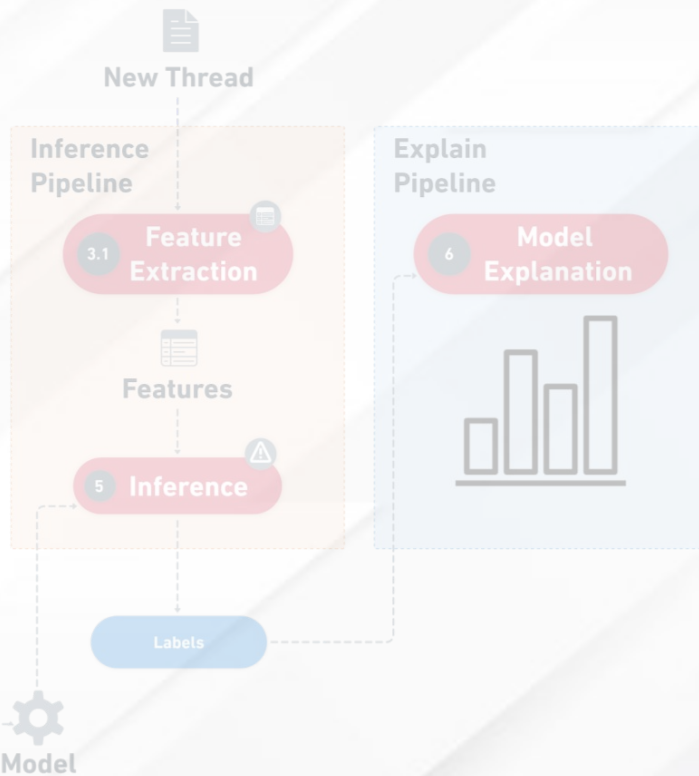 New Thread
Inference
Pipeline
3.1
Feature
Extraction
Features
5
Inference
Labels
Model
Explain
Pipeline
6
Model
Explanation